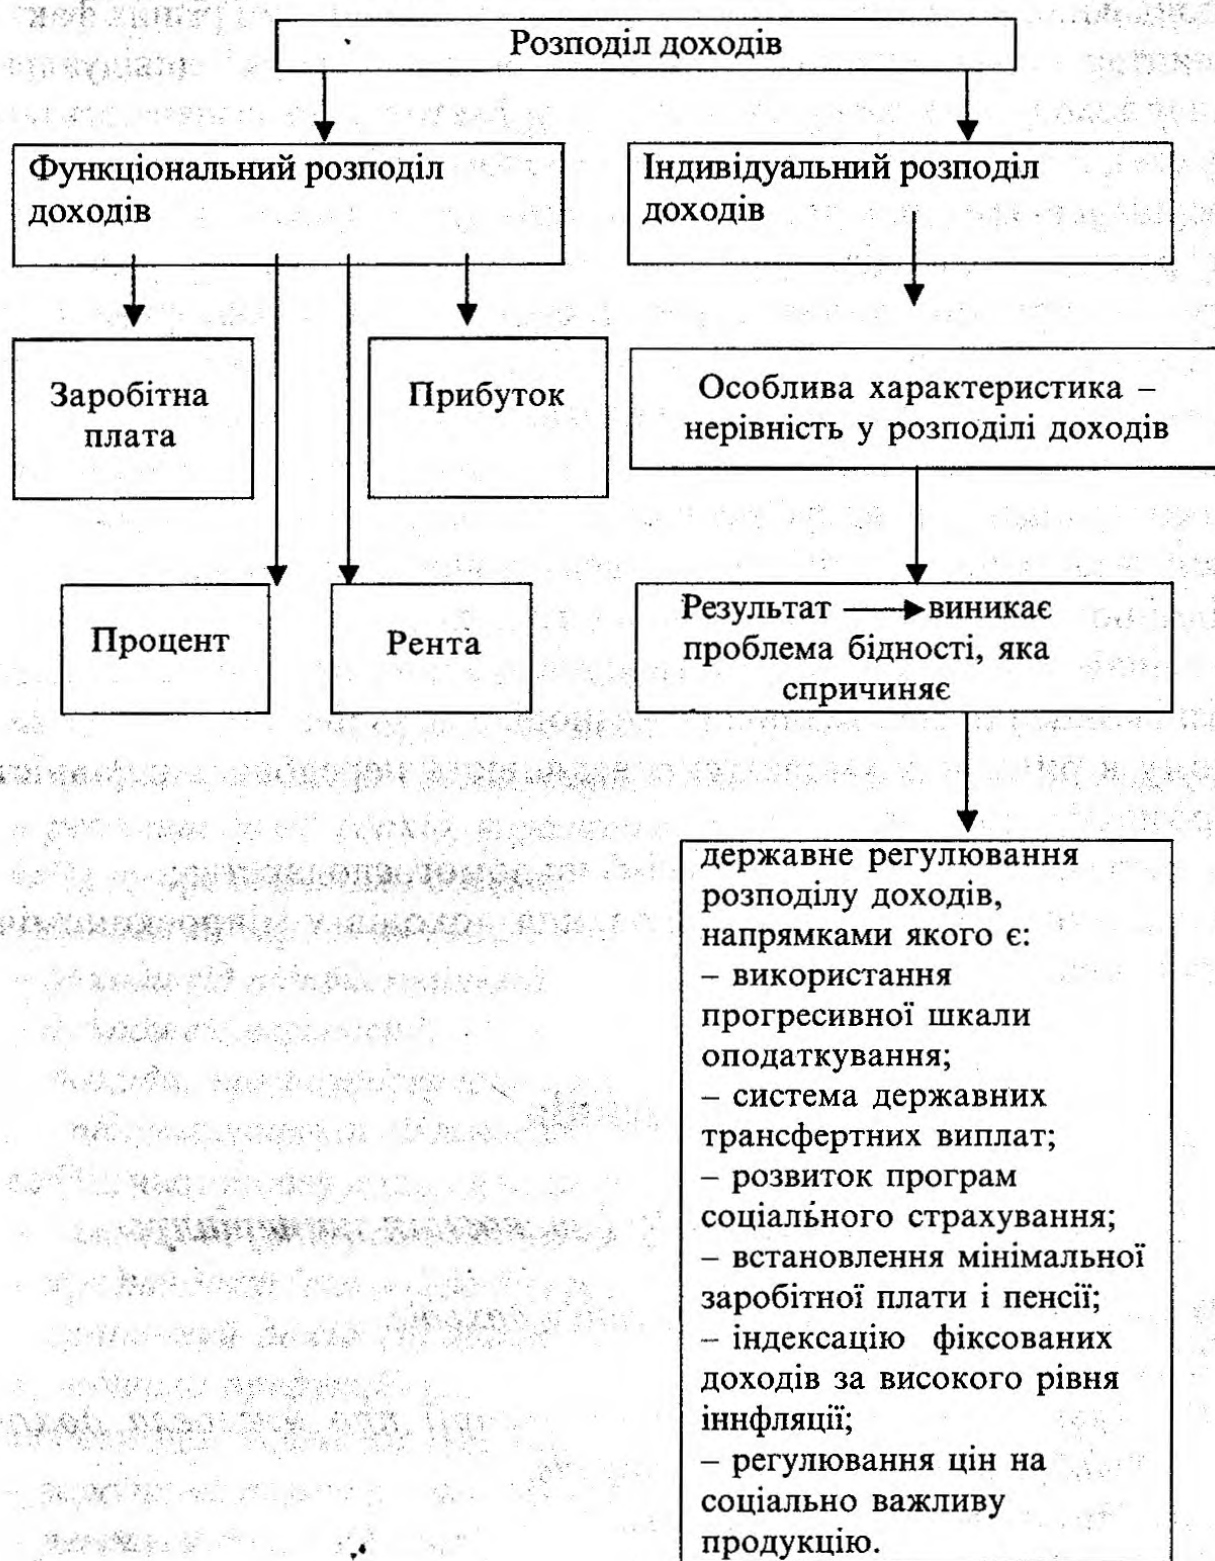 Розподіл доходів
Функціональний розподіл
доходів
Індивідуальний розподіл
доходів
Заробітна
плата
Прибуток
Особлива характеристика –
нерівність у розподілі доходів
Процент
Рента
Результат виникає
проблема бідності, яка
спричиняє
державне регулювання
розподілу доходів,
напрямками якого є:
– використання
прогресивної шкали
оподаткування;
– система державних
трансфертних виплат;
– розвиток програм
соціального страхування;
– встановлення мінімальної
заробітної плати і пенсії;
– індексацію фіксованих
доходів за високого рівня
іннфляції;
– регулювання цін на
соціально важливу
продукцію.